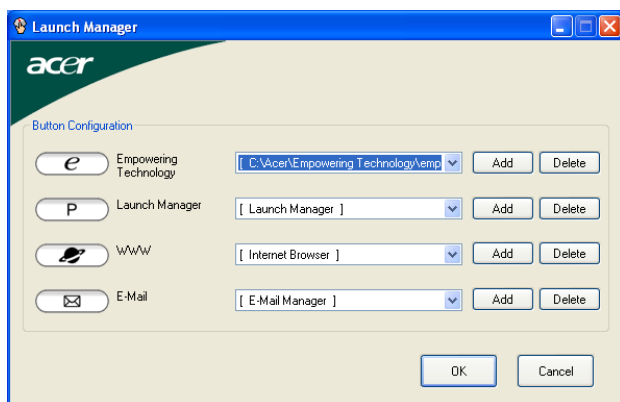 Launch Manager
acer
Button Configuration
e Empowering Technology [ C:\Acer\Empowering Technology\emp Add Delete
P Launch Manager [ Launch Manager ] Add Delete
WWW [ Internet Browser ] Add Delete
E-Mail [ E-Mail Manager ] Add Delete
OK Cancel